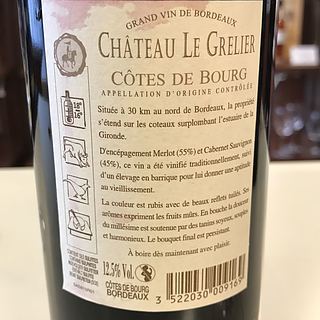 GRAND VIN DE BORDEAUX
CHÂTEAU LE GRELIER
CÔTES DE BOURG
APPELLATION D'ORIGINE CONTRÔLÉE
Située à 30 km au nord de Bordeaux, la propriété
s'étend sur les coteaux surplombant l'estuaire de la
Gironde.
D'encépagement Merlot (55%) et Cabernet Sauvignon
(45%), ce vin a été vinifié traditionnellement, suivi
d'un élevage en barrique pour lui donner une aptitude
au vieillissement.
La couleur est rubis avec de beaux reflets tuilés. Ses
arômes expriment les fruits mûrs. En bouche la douceur
du millésime est soutenue par des tanins soyeux, souples
et harmonieux. Le bouquet final est persistant.
À boire dès maintenant avec plaisir.
12.5% Vol.
CÔTES DE BOURG
BORDEAUX
3 522030 009169